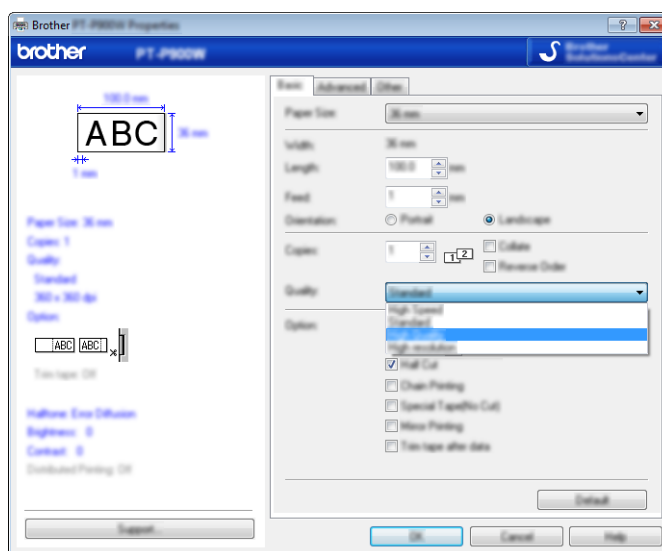 Brother PT-P900W Properties
brother PT-P900W
Brother
SolutionsCenter
Basic Advanced Other
100.0 mm
ABC
36 mm
1 mm
Paper Size: 36 mm
Copies: 1
Quality:
Standard
360 x 360 dpi
Option:
ABC ABC
Trim tape: Off
Halftone: Error Diffusion
Brightness: 0
Contrast: 0
Distributed Printing: Off
Support...
Paper Size: 36 mm
Width: 36 mm
Length: 100.0 mm
Feed: 1 mm
Orientation: Portrait Landscape
Copies: 1 1 2 Collate
Reverse Order
Quality: Standard
High Speed
Standard
High Quality
High resolution
Option:
Half Cut
Chain Printing
Special Tape(No Cut)
Mirror Printing
Trim tape after data
Default
OK Cancel Help